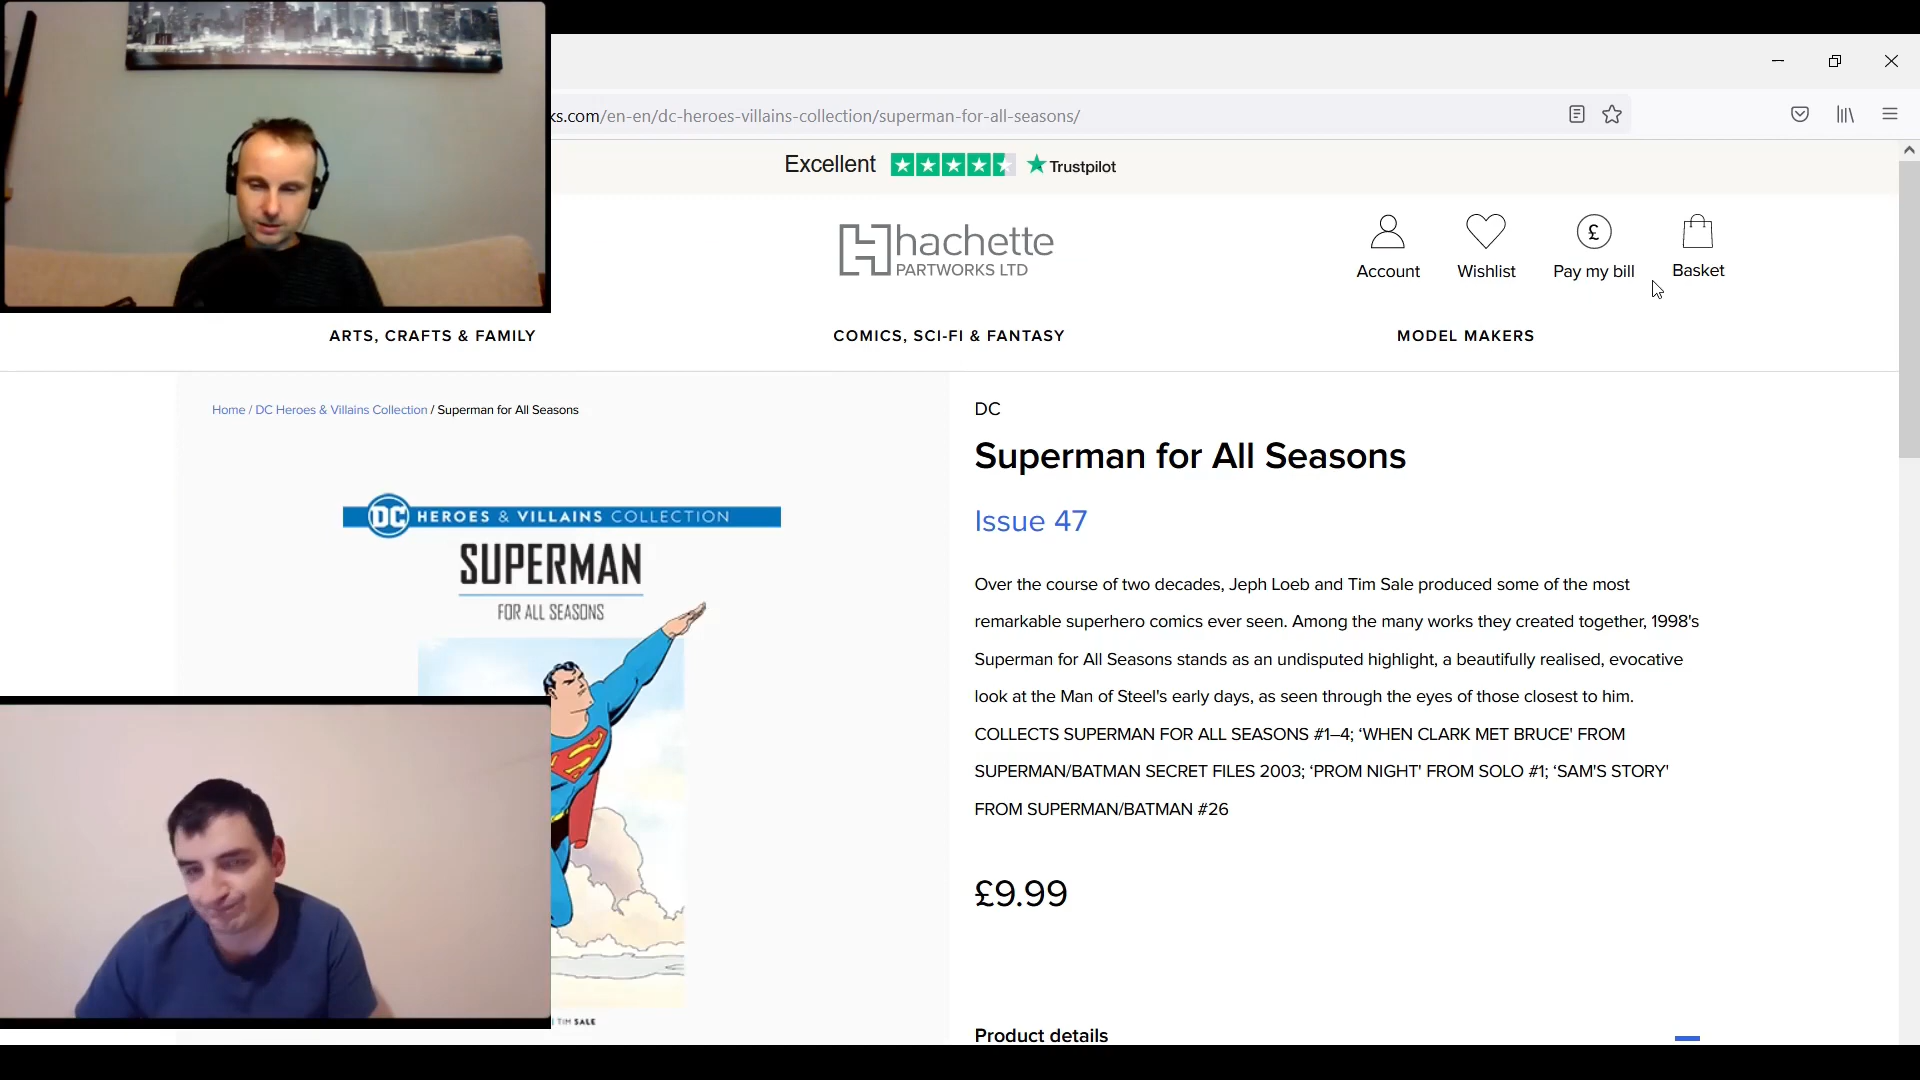 ks.com/en-en/dc-heroes-villains-collection/superman-for-all-seasons/
Excellent
Trustpilot
hachette
PARTWORKS LTD
Account
Wishlist
£
Pay my bill
Basket
ARTS, CRAFTS & FAMILY
COMICS, SCI-FI & FANTASY
MODEL MAKERS
Home / DC Heroes & Villains Collection / Superman for All Seasons
DC HEROES & VILLAINS COLLECTION
SUPERMAN
FOR ALL SEASONS
TIM SALE
DC
Superman for All Seasons
Issue 47
Over the course of two decades, Jeph Loeb and Tim Sale produced some of the most
remarkable superhero comics ever seen. Among the many works they created together, 1998's
Superman for All Seasons stands as an undisputed highlight, a beautifully realised, evocative
look at the Man of Steel's early days, as seen through the eyes of those closest to him.
COLLECTS SUPERMAN FOR ALL SEASONS #1–4; ‘WHEN CLARK MET BRUCE' FROM
SUPERMAN/BATMAN SECRET FILES 2003; ‘PROM NIGHT' FROM SOLO #1; ‘SAM'S STORY'
FROM SUPERMAN/BATMAN #26
£9.99
Product details